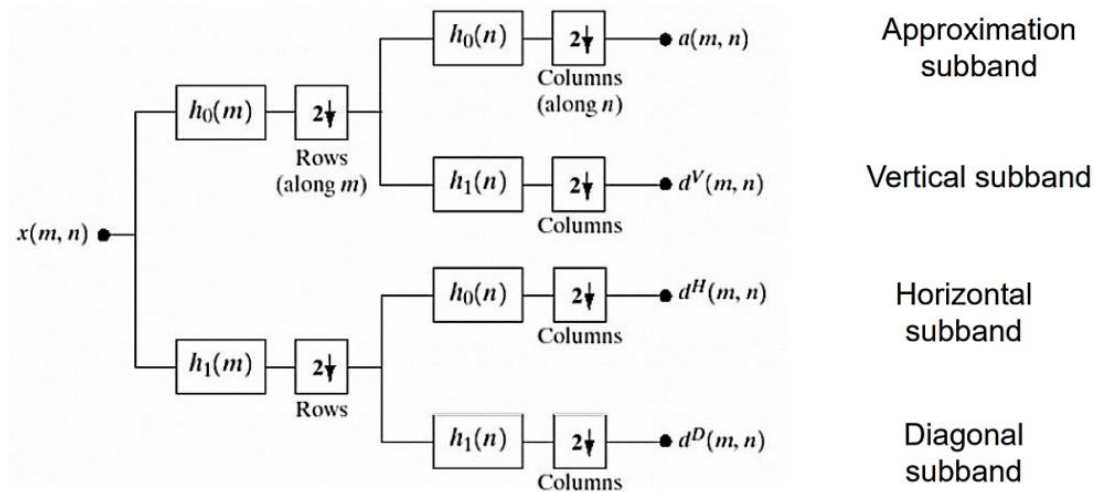 h₀(n)
2↓
a(m, n)
Approximation
subband
Columns
(along n)
h₀(m)
2↓
Rows
(along m)
h₁(n)
2↓
dⱽ(m, n)
Vertical subband
Columns
x(m, n)
h₀(n)
2↓
dᴴ(m, n)
Horizontal
subband
Columns
h₁(m)
2↓
Rows
h₁(n)
2↓
dᴰ(m, n)
Diagonal
subband
Columns